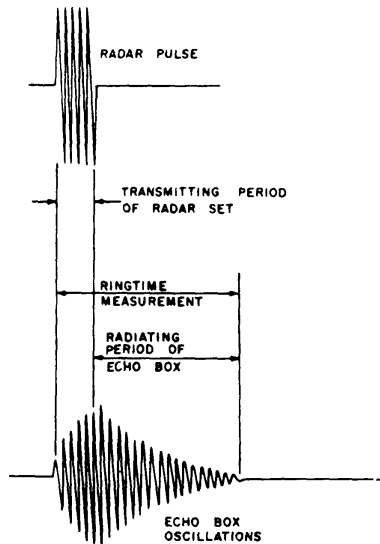 RADAR PULSE
TRANSMITTING PERIOD
OF RADAR SET
RINGTIME
MEASUREMENT
RADIATING
PERIOD OF
ECHO BOX
ECHO BOX
OSCILLATIONS